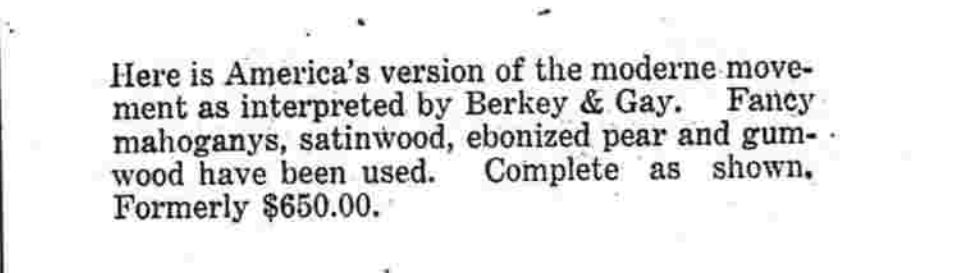 Here is America's version of the moderne move-
ment as interpreted by Berkey & Gay. Fancy
mahoganys, satinwood, ebonized pear and gum-
wood have been used. Complete as shown.
Formerly $650.00.